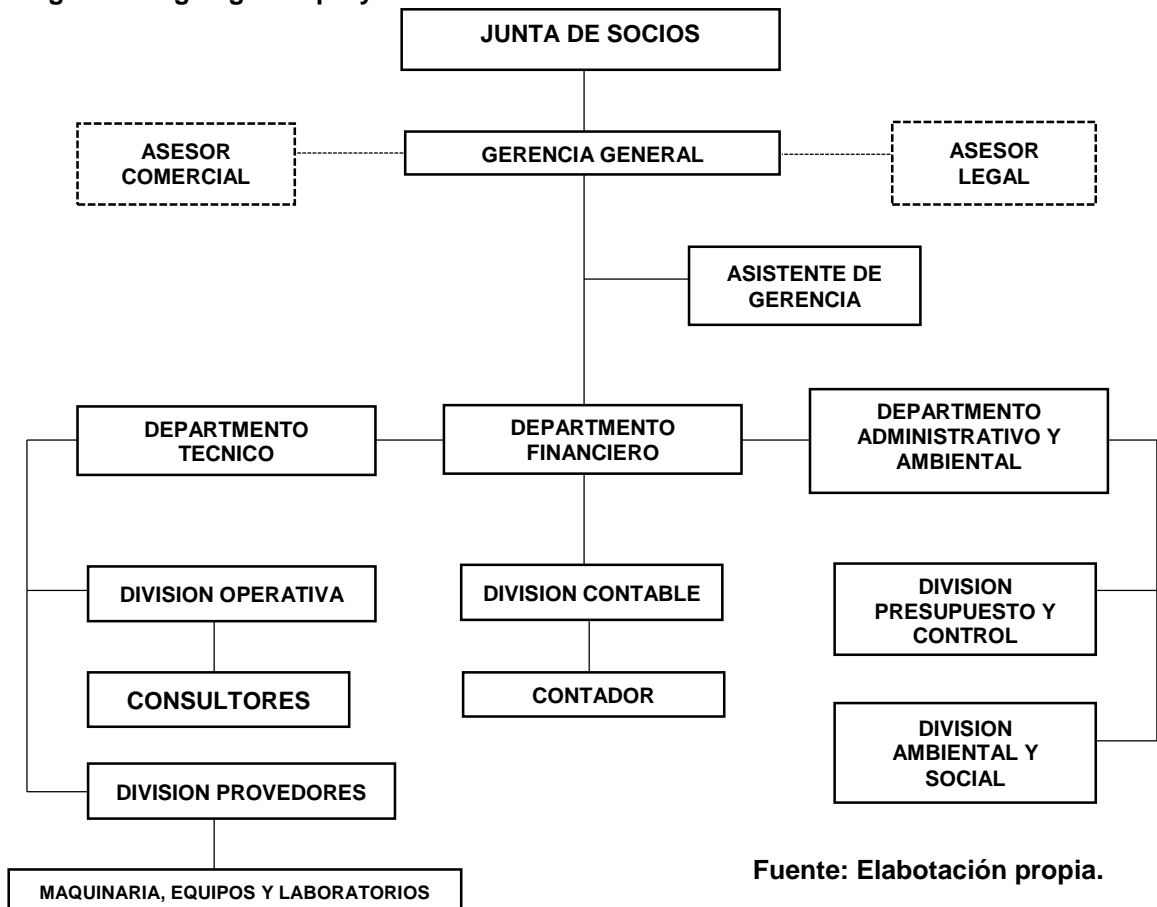 JUNTA DE SOCIOS
ASESOR
COMERCIAL
GERENCIA GENERAL
ASESOR
LEGAL
ASISTENTE DE
GERENCIA
DEPARTMENTO
TECNICO
DEPARTMENTO
FINANCIERO
DEPARTMENTO
ADMINISTRATIVO Y
AMBIENTAL
DIVISION OPERATIVA
DIVISION CONTABLE
DIVISION
PRESUPUESTO Y
CONTROL
CONSULTORES
CONTADOR
DIVISION
AMBIENTAL Y
SOCIAL
DIVISION PROVEDORES
MAQUINARIA, EQUIPOS Y LABORATORIOS
Fuente: Elabotación propia.